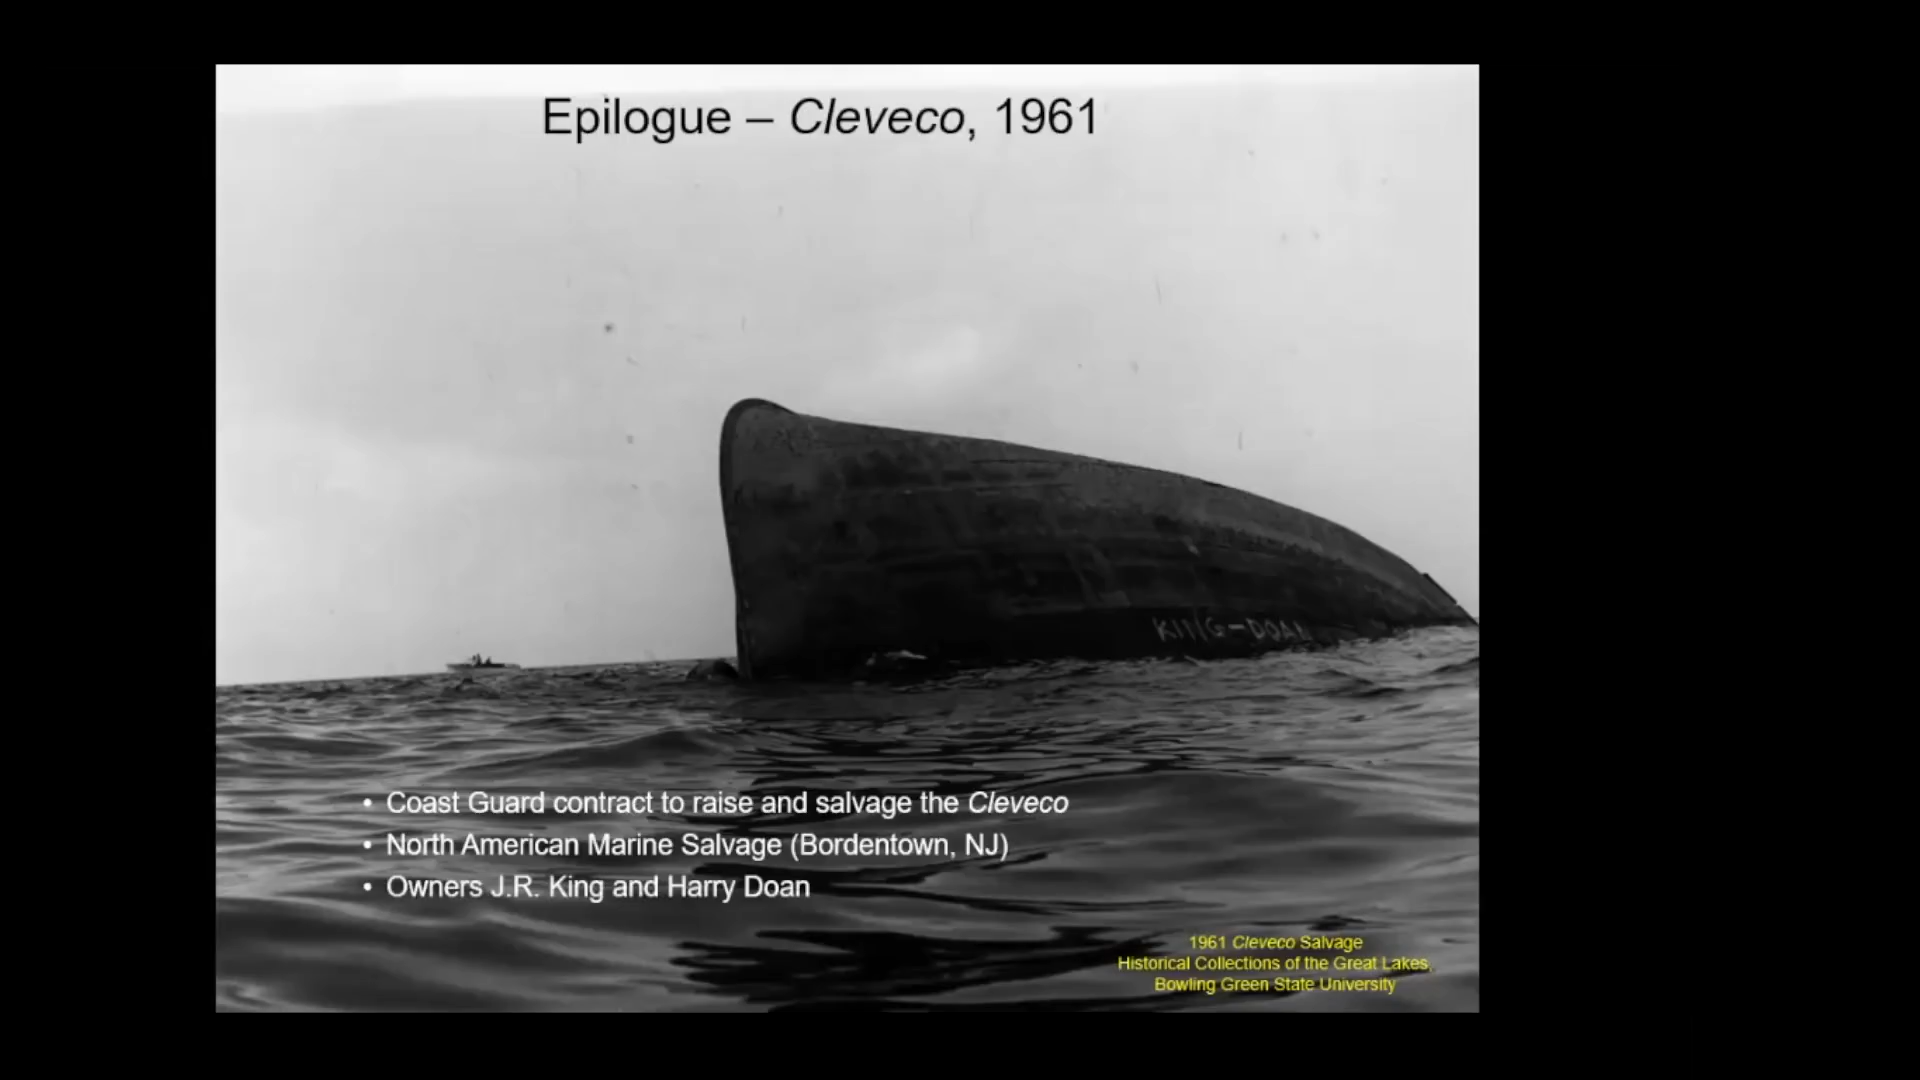 Epilogue – Cleveco, 1961
KING-DOAN
• Coast Guard contract to raise and salvage the Cleveco
• North American Marine Salvage (Bordentown, NJ)
• Owners J.R. King and Harry Doan
1961 Cleveco Salvage
Historical Collections of the Great Lakes,
Bowling Green State University